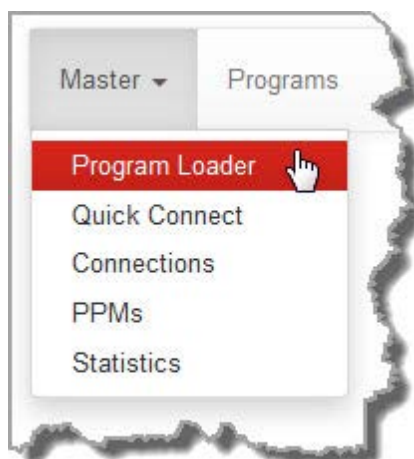 Master Programs
Program Loader
Quick Connect
Connections
PPMs
Statistics